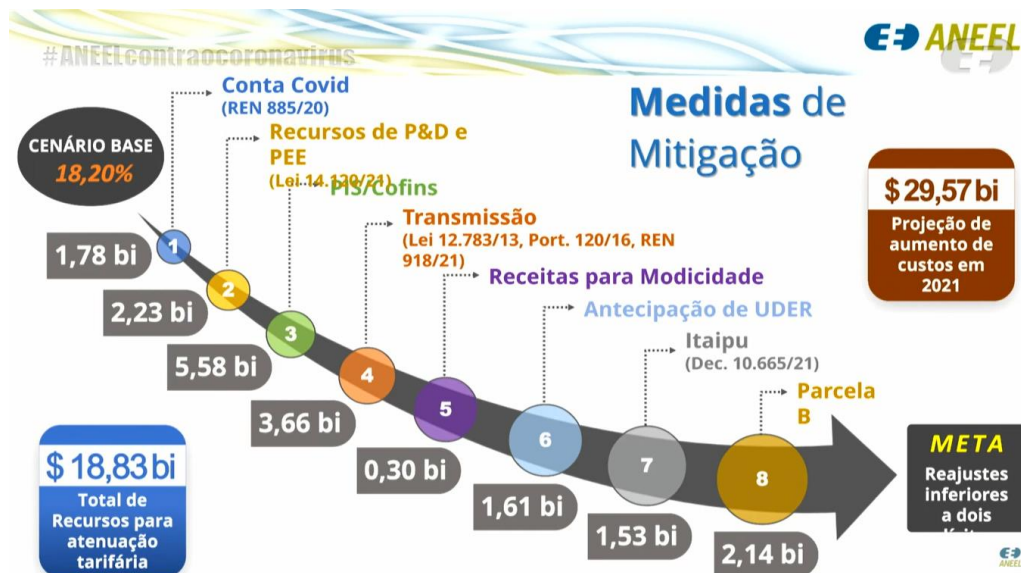 #ANEELcontraocoronavirus
ANEEL
Medidas de
Mitigação
CENÁRIO BASE
18,20%
Conta Covid
(REN 885/20)
Recursos de P&D e
PEE
(Lei 14.120/21)
PIS/Cofins
Transmissão
(Lei 12.783/13, Port. 120/16, REN
918/21)
Receitas para Modicidade
Antecipação de UDER
Itaipu
(Dec. 10.665/21)
Parcela
B
1
2
3
4
5
6
7
8
1,78 bi
2,23 bi
5,58 bi
3,66 bi
0,30 bi
1,61 bi
1,53 bi
2,14 bi
$ 29,57 bi
Projeção de
aumento de
custos em
2021
$ 18,83 bi
Total de
Recursos para
atenuação
tarifária
META
Reajustes
inferiores
a dois
ANEEL